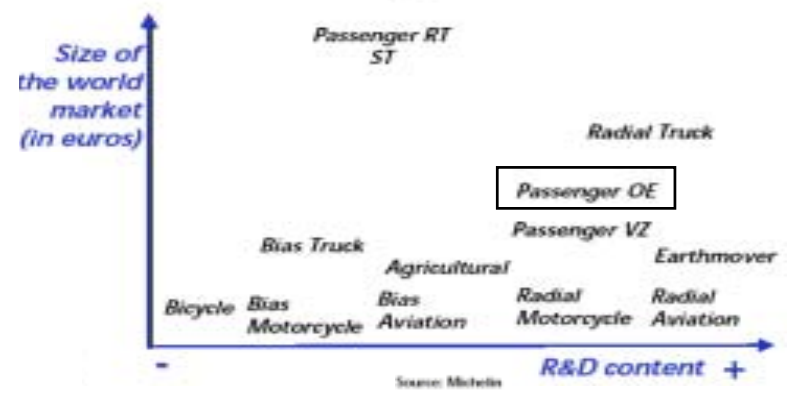 Passenger RT
ST
Size of
the world
market
(in euros)
Radial Truck
Passenger OE
Passenger VZ
Bias Truck
Earthmover
Agricultural
Bicycle
Bias
Motorcycle
Bias
Aviation
Radial
Motorcycle
Radial
Aviation
-
R&D content +
Source: Michelin